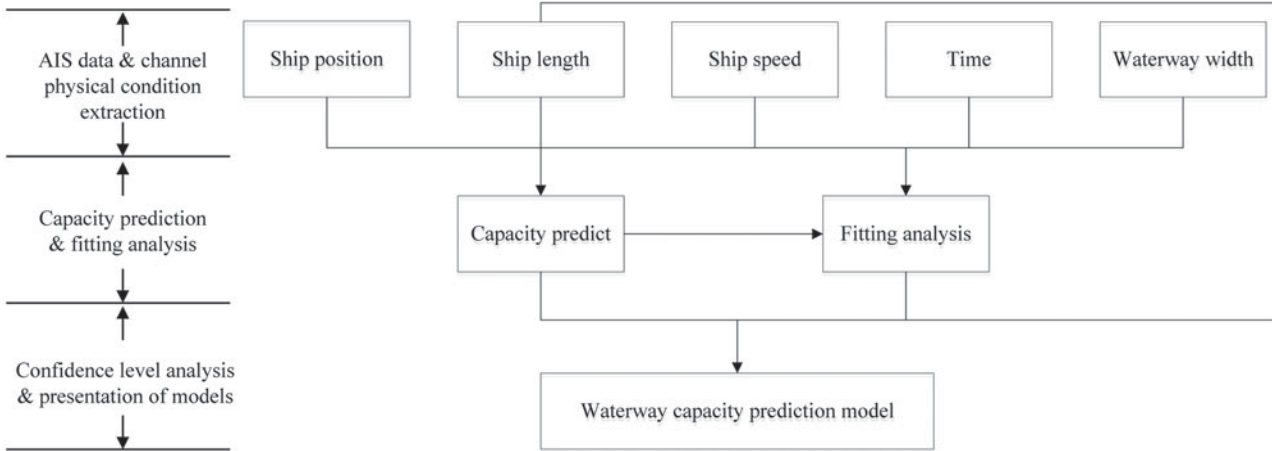 AIS data & channel
physical condition
extraction
Ship position
Ship length
Ship speed
Time
Waterway width
Capacity prediction
& fitting analysis
Capacity predict
Fitting analysis
Confidence level analysis
& presentation of models
Waterway capacity prediction model